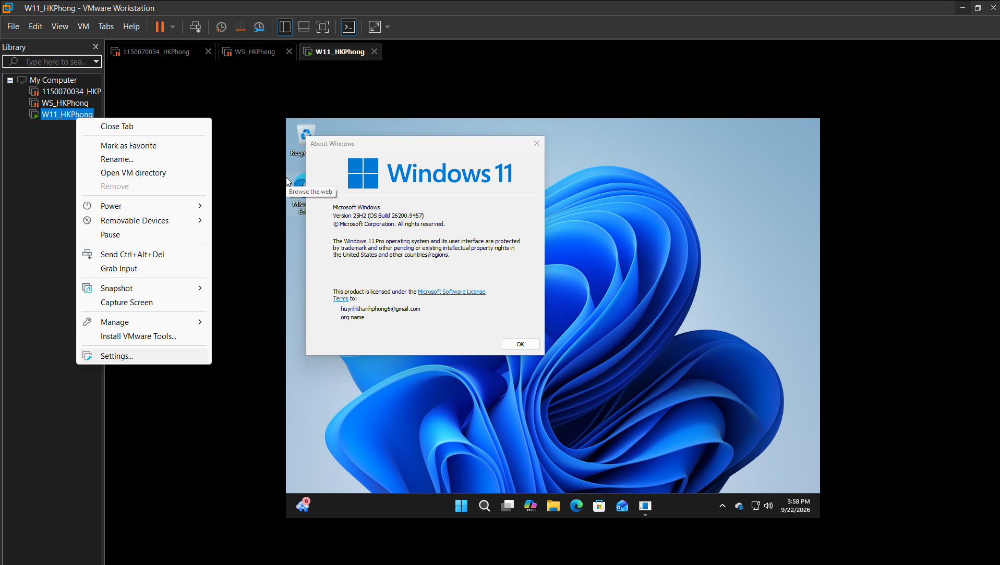 W11_HKPhong - VMware Workstation
File Edit View VM Tabs Help
Library
Type here to sea...
1150070034_HKPhong
WS_HKPhong
W11_HKPhong
My Computer
1150070034_HKP
WS_HKPhong
W11_HKPhong
Close Tab
Mark as Favorite
Rename...
Open VM directory
Remove
Power
Removable Devices
Pause
Send Ctrl+Alt+Del
Grab Input
Snapshot
Capture Screen
Manage
Install VMware Tools...
Settings...
Recyc
Browse the web
Micr
Ed
About Windows
Windows 11
Microsoft Windows
Version 25H2 (OS Build 26200.9457)
© Microsoft Corporation. All rights reserved.
The Windows 11 Pro operating system and its user interface are protected
by trademark and other pending or existing intellectual property rights in
the United States and other countries/regions.
This product is licensed under the Microsoft Software License
Terms to:
huynhkhanhphong6@gmail.com
org name
OK
6
M365
3:58 PM
9/22/2026